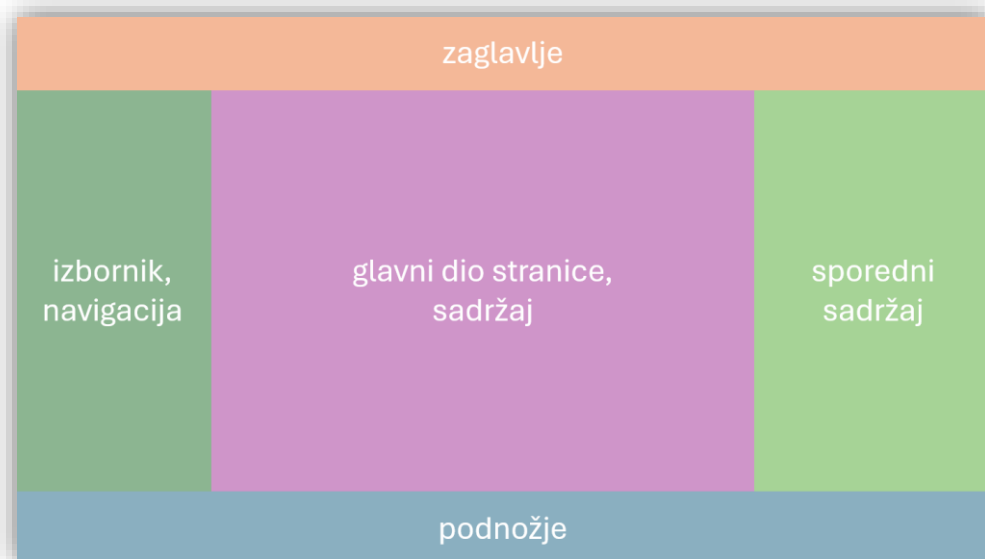 zaglavlje
izbornik,
navigacija
glavni dio stranice,
sadržaj
sporedni
sadržaj
podnožje